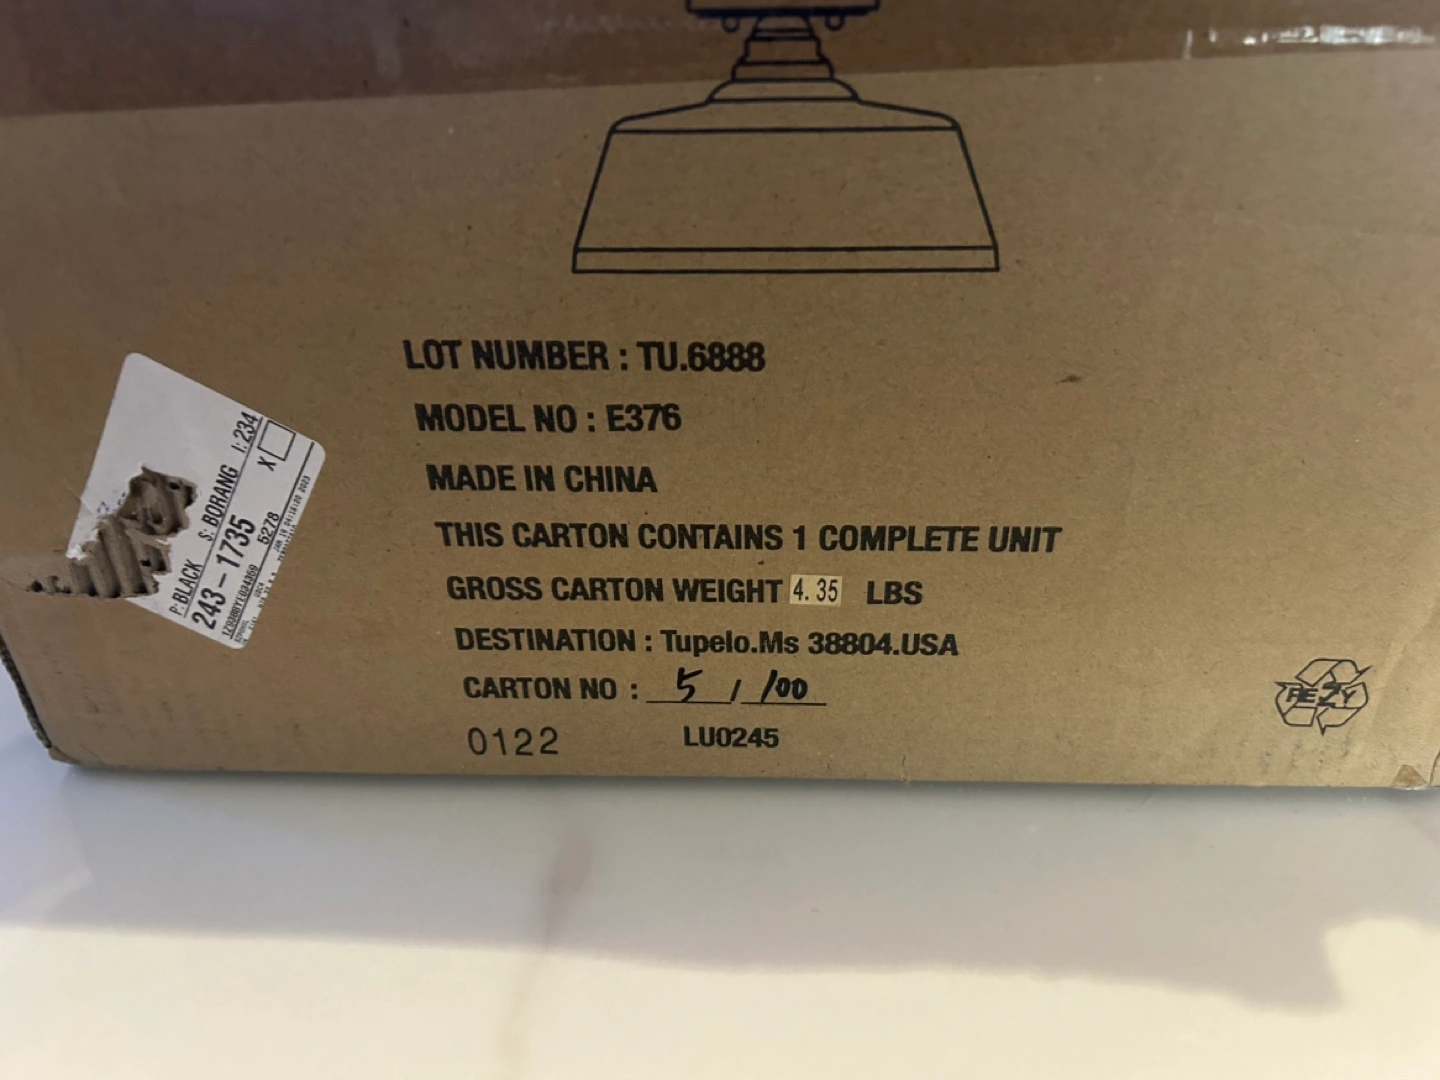 LOT NUMBER : TU.6888
MODEL NO : E376
MADE IN CHINA
THIS CARTON CONTAINS 1 COMPLETE UNIT
GROSS CARTON WEIGHT 4.35 LBS
DESTINATION : Tupelo.Ms 38804.USA
CARTON NO : 5 / 100
0122 LU0245
P: BLACK S: BORANG I: 234
243-1735 X
5278